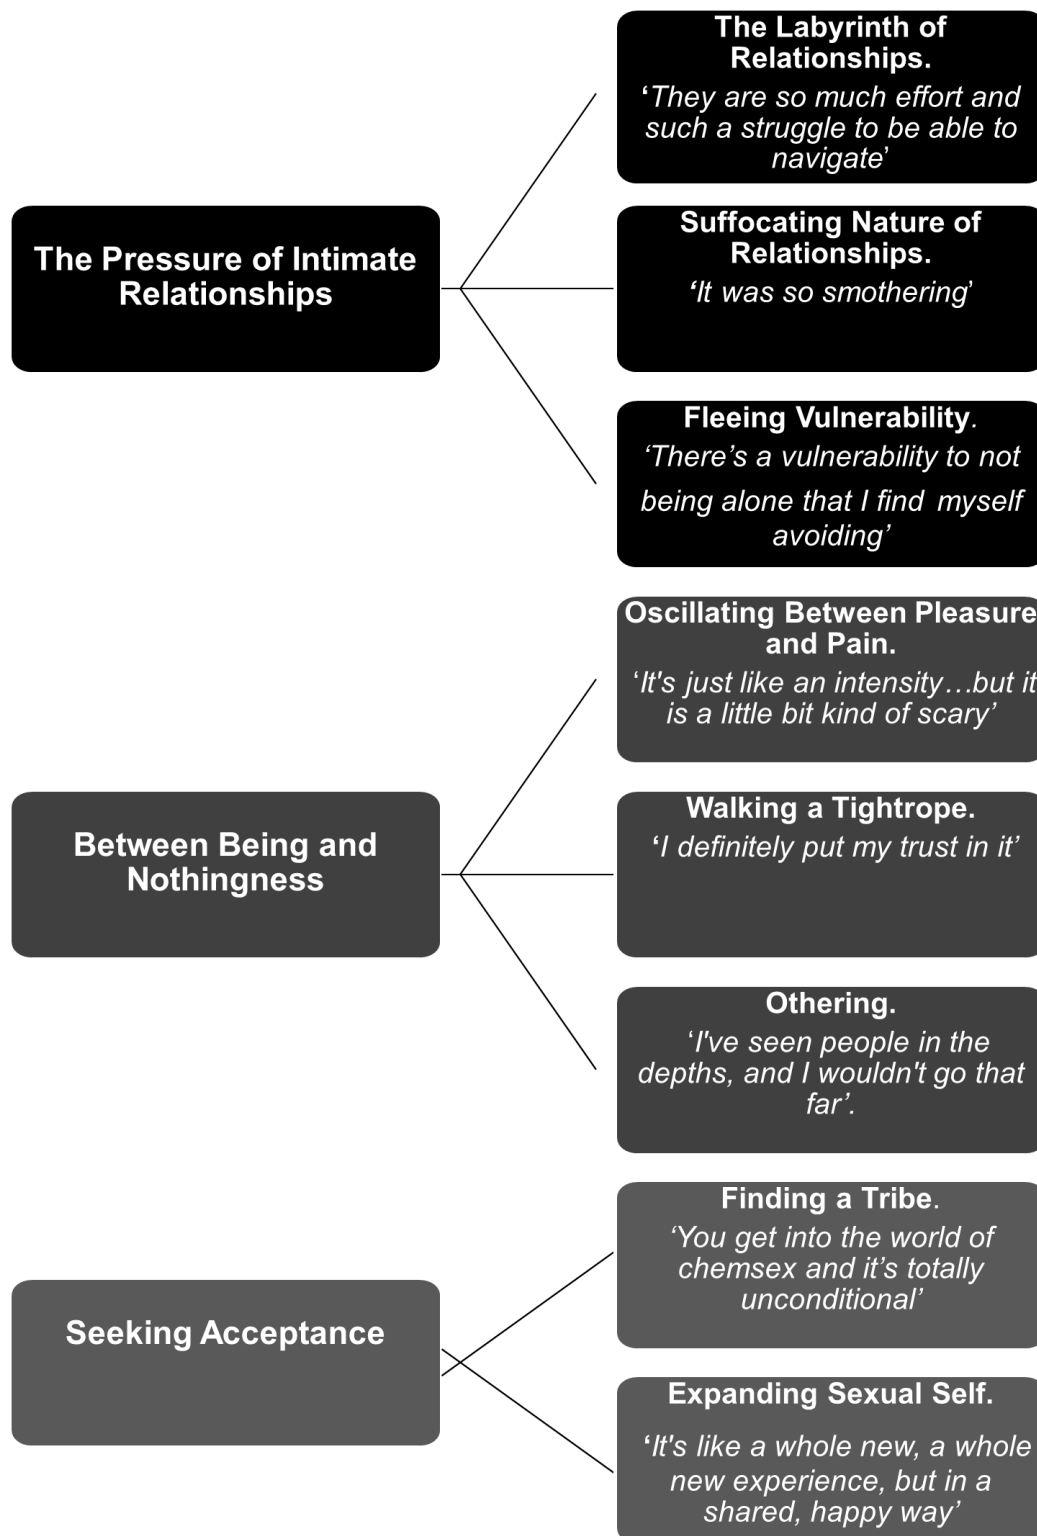 The Labyrinth of
Relationships.
‘They are so much effort and
such a struggle to be able to
navigate’
The Pressure of Intimate
Relationships
Suffocating Nature of
Relationships.
‘It was so smothering’
Fleeing Vulnerability.
‘There’s a vulnerability to not
being alone that I find myself
avoiding’
Oscillating Between Pleasure
and Pain.
‘It's just like an intensity…but it
is a little bit kind of scary’
Between Being and
Nothingness
Walking a Tightrope.
‘I definitely put my trust in it’
Othering.
‘I've seen people in the
depths, and I wouldn't go that
far’.
Seeking Acceptance
Finding a Tribe.
‘You get into the world of
chemsex and it’s totally
unconditional’
Expanding Sexual Self.
‘It's like a whole new, a whole
new experience, but in a
shared, happy way’